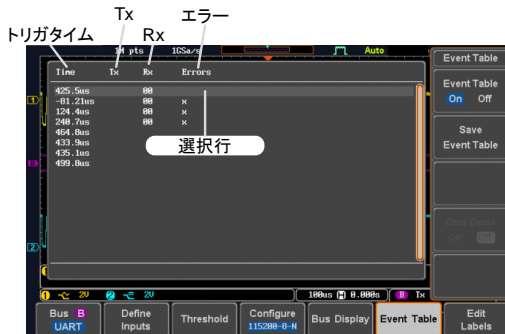 Tx エラー
トリガタイム Rx
1M pts 1GSa/s Auto
Event Table
Time Tx Rx Errors
425.5us 00
-81.21us 00 x
124.4us 00 x
240.7us 00 x
464.8us
433.9us
435.1us
499.8us
選択行
Event Table
On Off
Save
Event Table
Data Detail
On Off
1 2V 2 2V 100us H 0.000s B Tx
Bus B
UART
Define
Inputs
Threshold
Configure
115200-8-N
Bus Display
Event Table
Edit
Labels